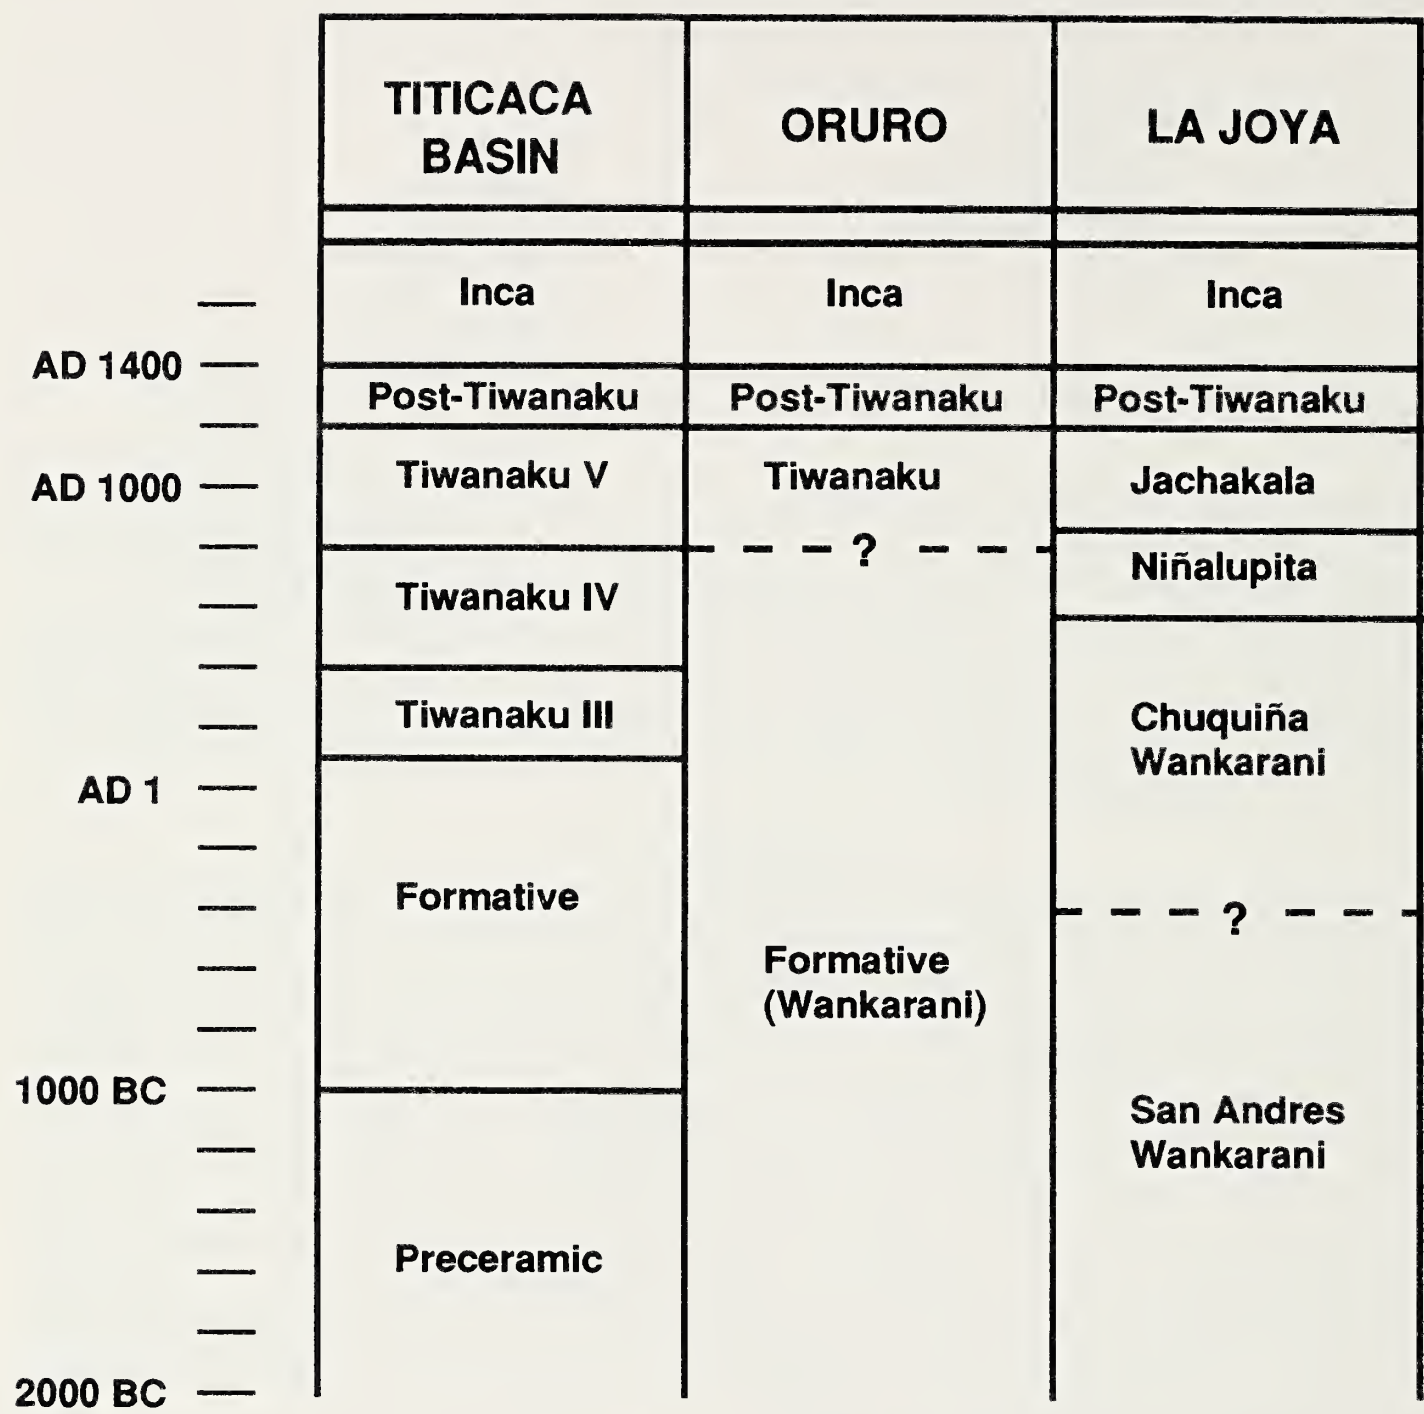 TITICACA
BASIN
ORURO
LA JOYA
Inca
Inca
Inca
AD 1400
Post-Tiwanaku
Post-Tiwanaku
Post-Tiwanaku
AD 1000
Tiwanaku V
Tiwanaku
Jachakala
?
Niñalupita
Tiwanaku IV
Tiwanaku III
Chuquiña
Wankarani
AD 1
Formative
?
Formative
(Wankarani)
1000 BC
San Andres
Wankarani
Preceramic
2000 BC